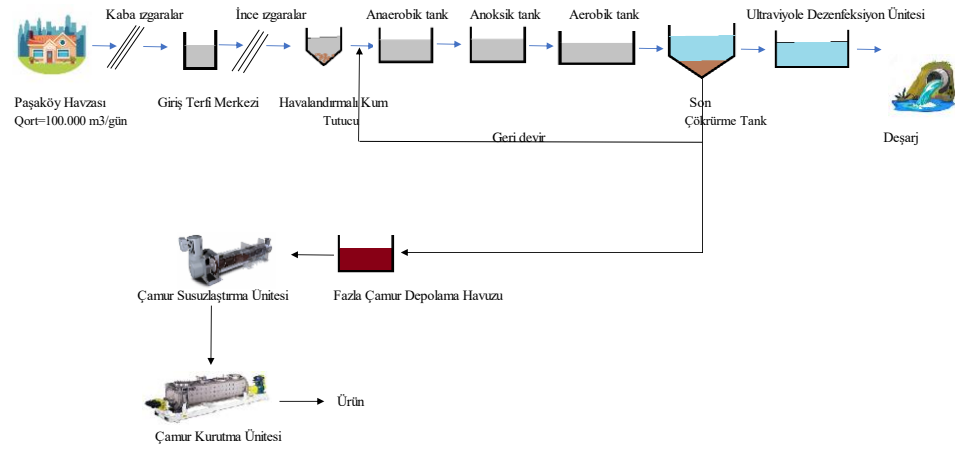 Kaba ızgaralar
İnce ızgaralar
Anaerobik tank
Anoksik tank
Aerobik tank
Ultraviyole Dezenfeksiyon Ünitesi
Paşaköy Havzası
Qort=100.000 m3/gün
Giriş Terfi Merkezi
Havalandırmalı Kum
Tutucu
Son
Çökrürme Tank
Geri devir
Deşarj
Çamur Susuzlaştırma Ünitesi
Fazla Çamur Depolama Havuzu
Ürün
Çamur Kurutma Ünitesi